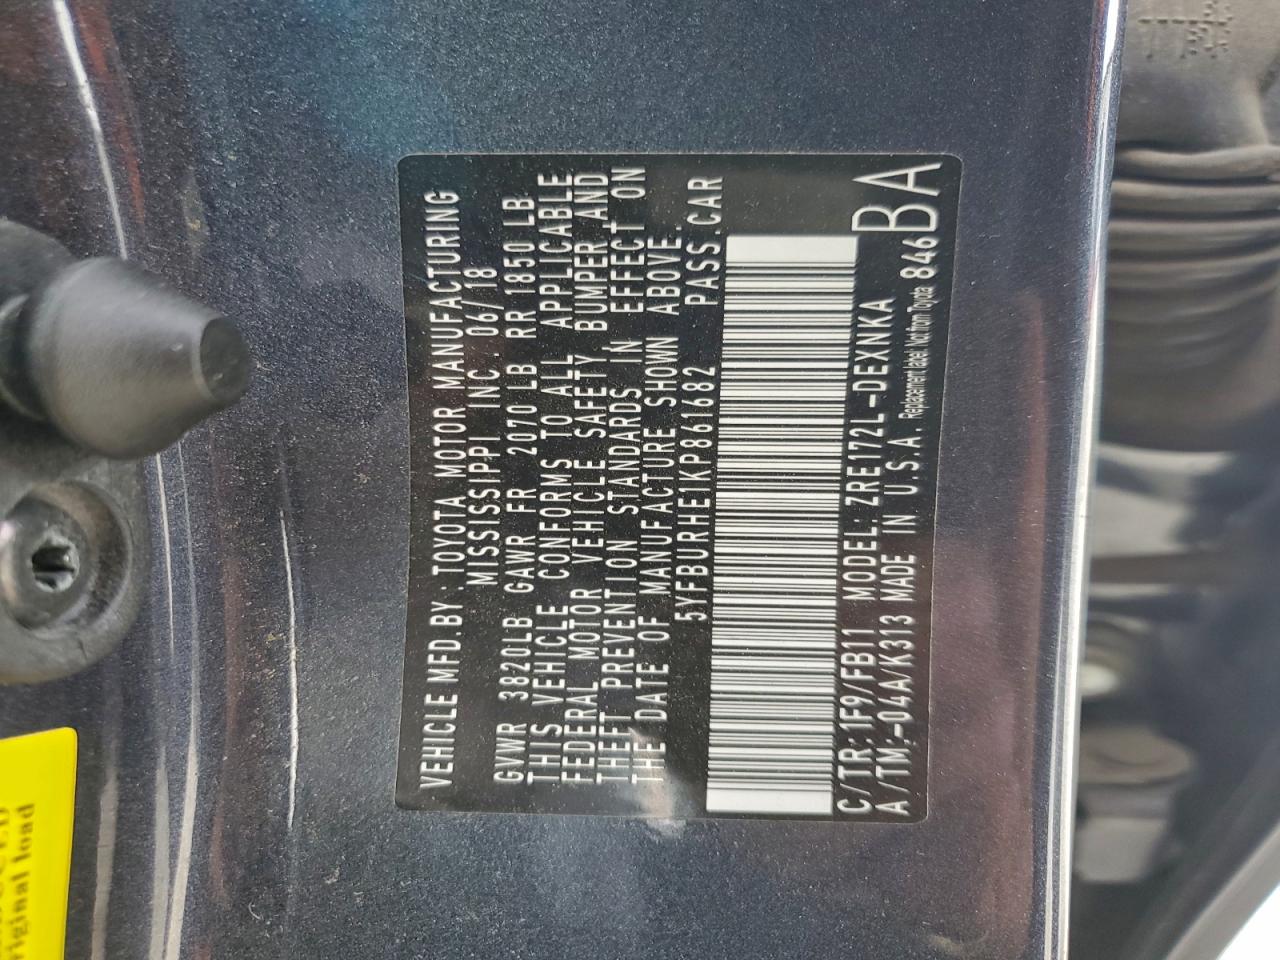 VEHICLE MFD.BY: TOYOTA MOTOR MANUFACTURING
MISSISSIPPI INC. 06/18
GVWR 3820LB GAWR FR 2070 LB RR 1850 LB
THIS VEHICLE CONFORMS TO ALL APPLICABLE
FEDERAL MOTOR VEHICLE SAFETY, BUMPER, AND
THEFT PREVENTION STANDARDS IN EFFECT ON
THE DATE OF MANUFACTURE SHOWN ABOVE.
5YFBURHE1KP861682 PASS.CAR
C/TR:1F9/FB11 MODEL:ZRE172L-DEXNKA
A/TM:-04A/K313 MADE IN U.S.A. Replacement label. Not from Toyota 846 BA
original load